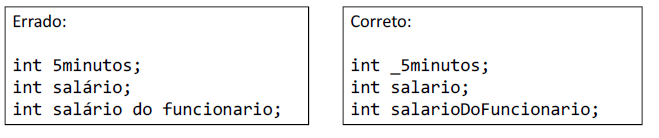 Errado:
int 5minutos;
int salário;
int salário do funcionario;
Correto:
int _5minutos;
int salario;
int salarioDoFuncionario;